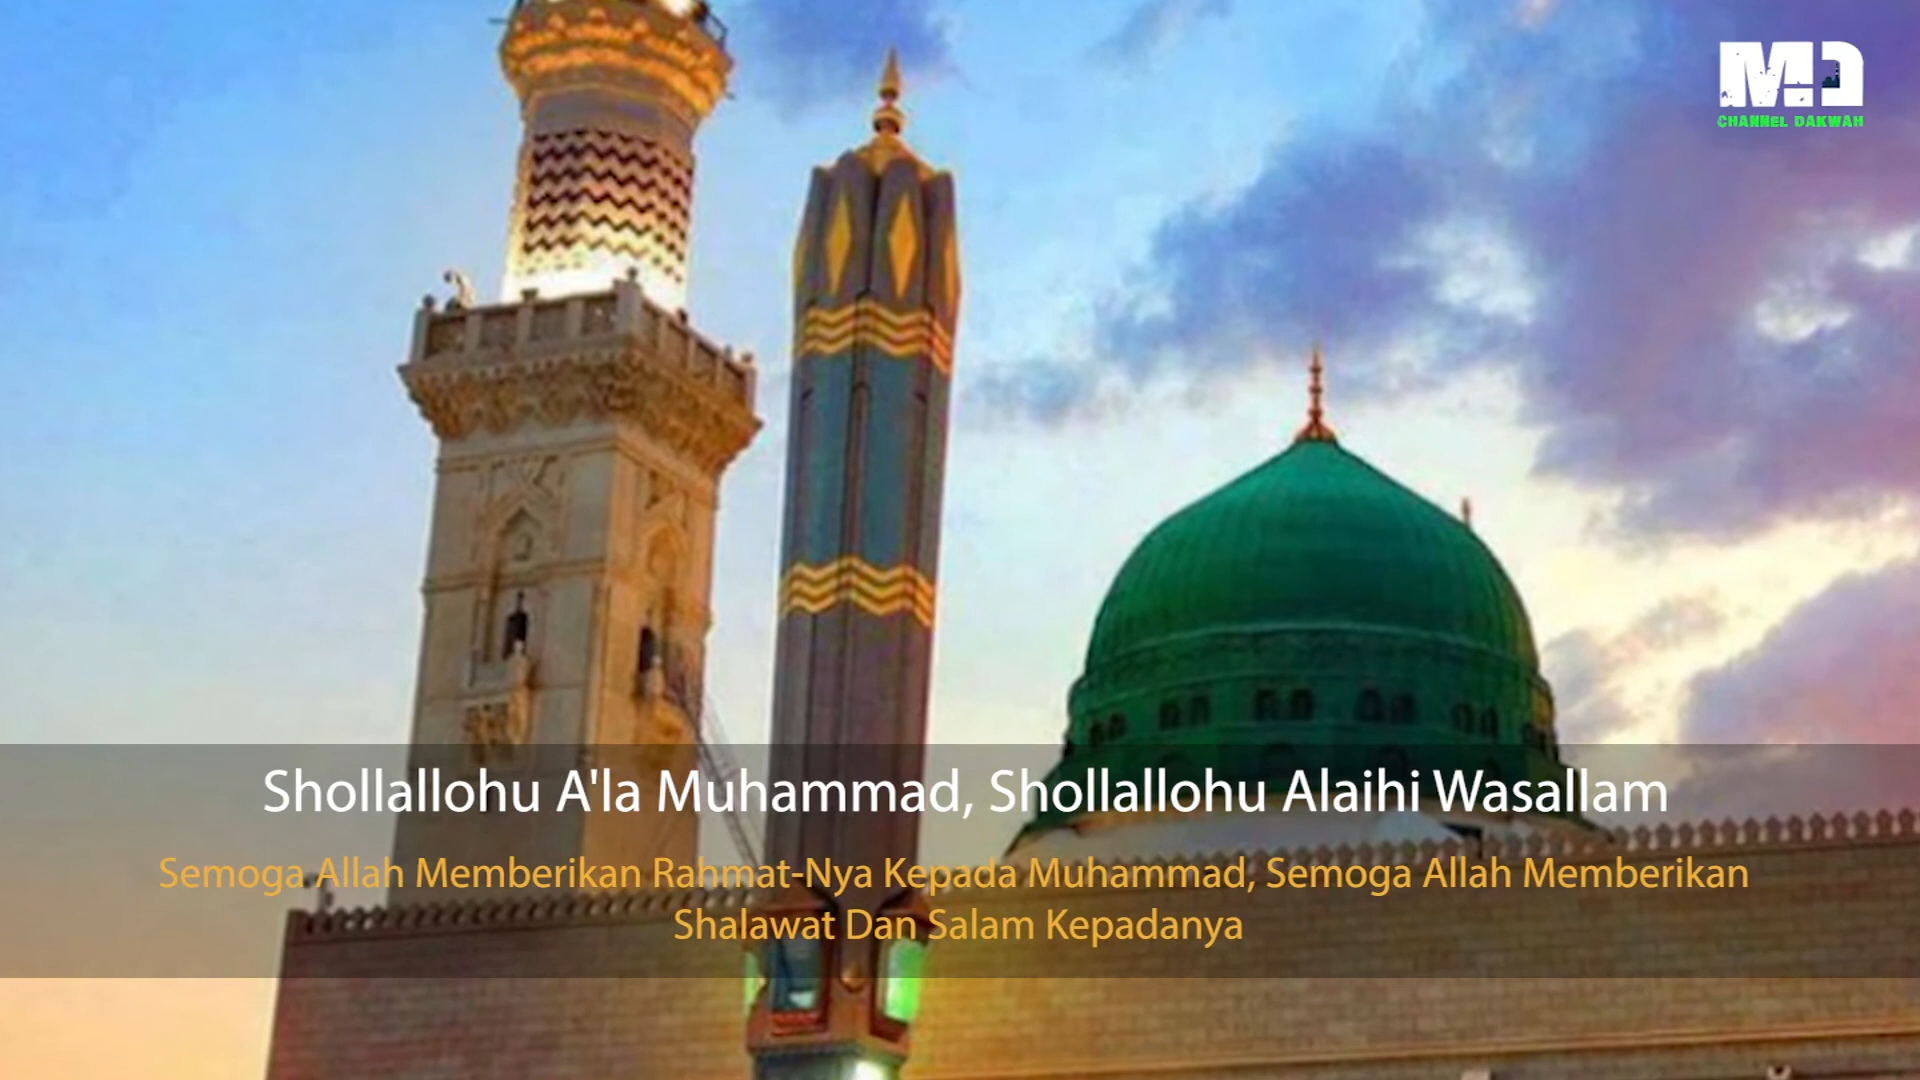 MD
CHANNEL DAKWAH
Shollallohu A'la Muhammad, Shollallohu Alaihi Wasallam
Semoga Allah Memberikan Rahmat-Nya Kepada Muhammad, Semoga Allah Memberikan
Shalawat Dan Salam Kepadanya